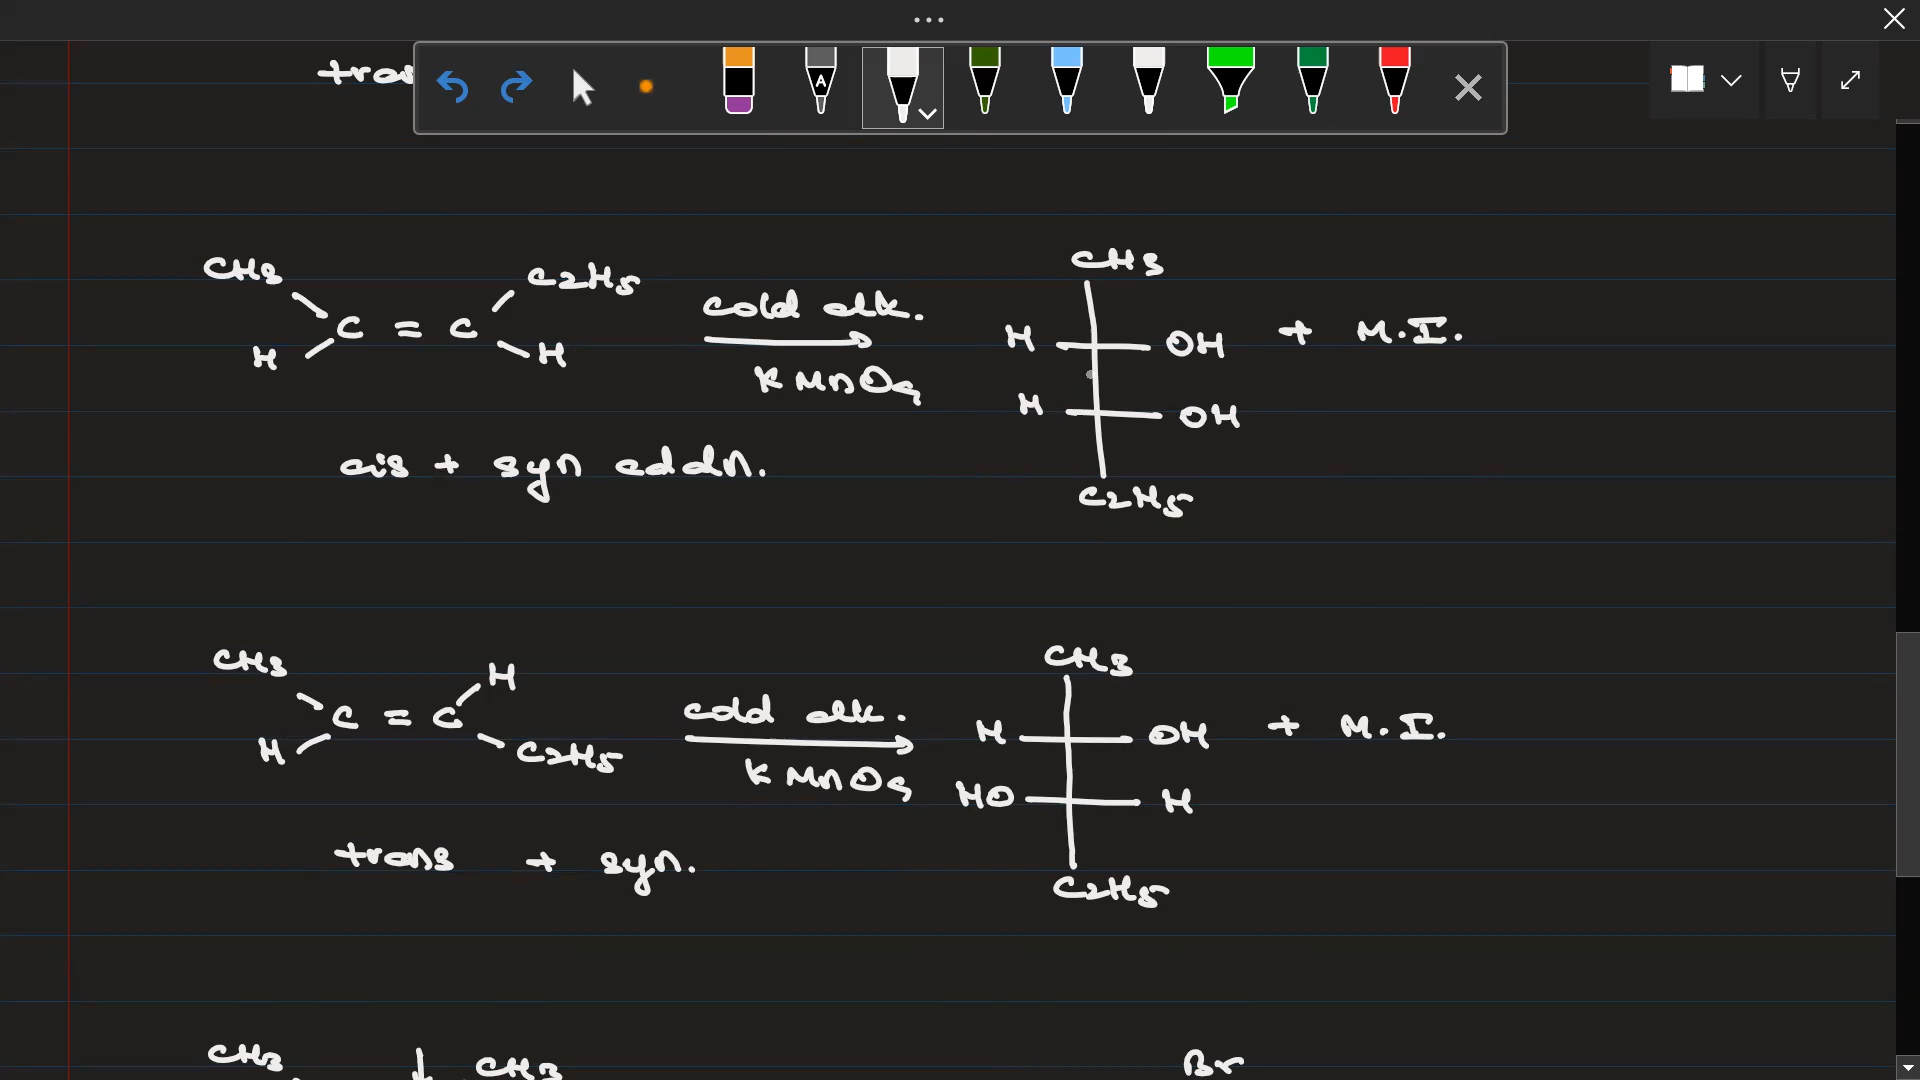 tras
A
CH3 C2H5
C = C
H H
cold alk.
KMnO4
CH3
H OH + M.I.
H OH
C2H5
cis + syn addn.
CH3 H
C = C
H C2H5
cold alk.
KMnO4
CH3
H OH + M.I.
HO H
C2H5
trans + syn.
CH3 CH3
Br